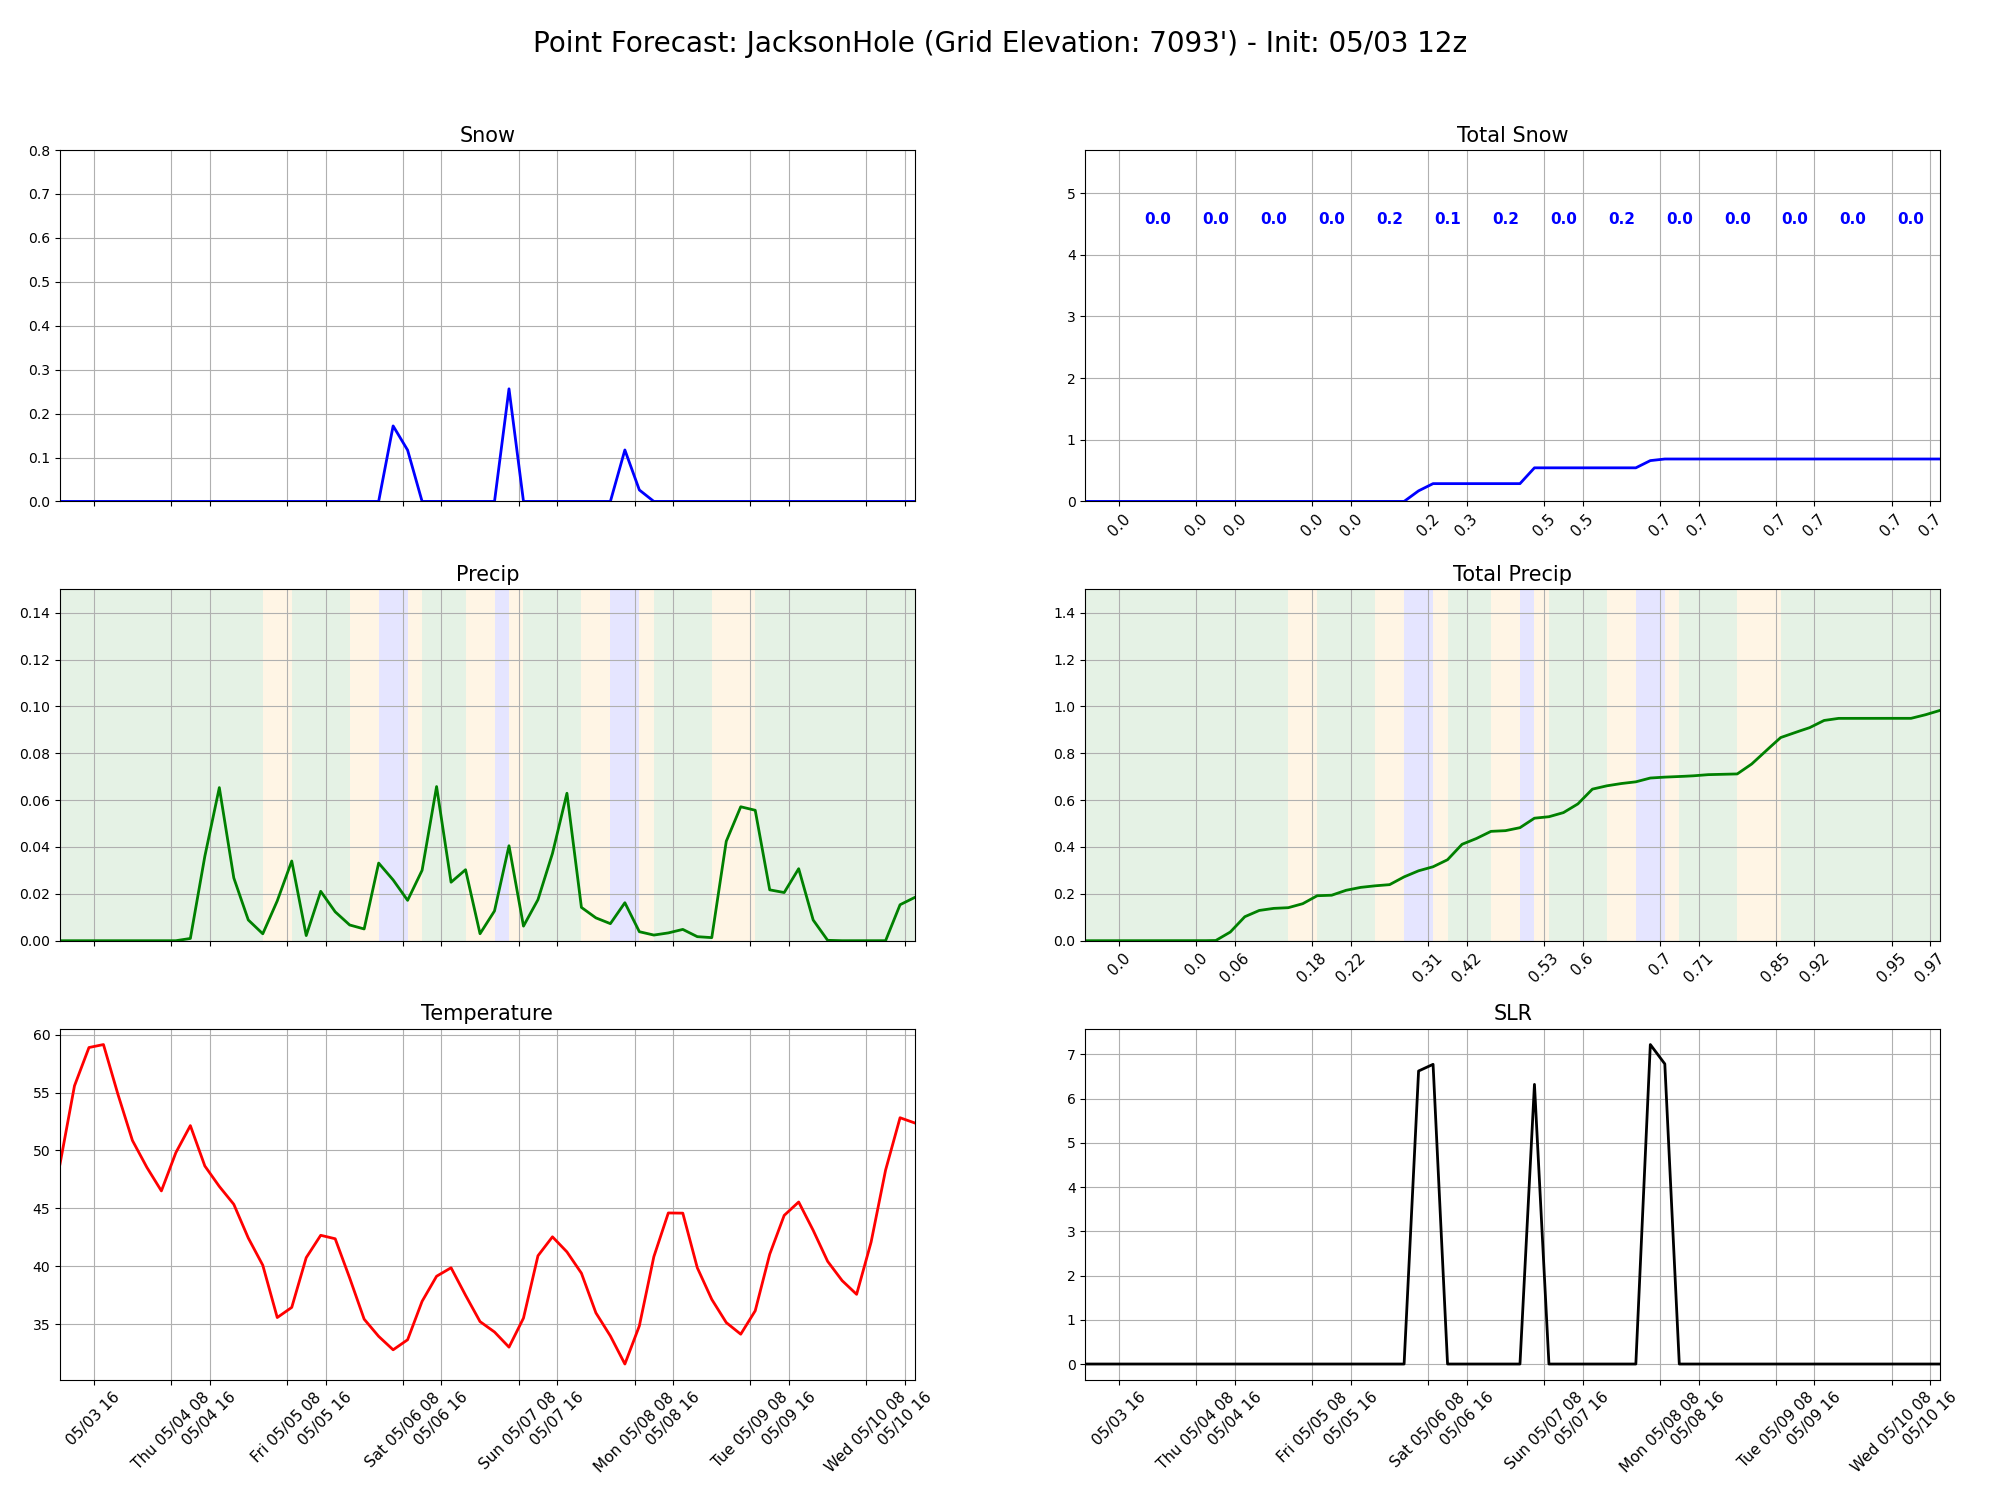 Point Forecast: JacksonHole (Grid Elevation: 7093') - Init: 05/03 12z
Snow
0.8
0.7
0.6
0.5
0.4
0.3
0.2
0.1
0.0
Total Snow
5
4
3
2
1
0
0.0 0.0 0.0 0.0 0.2 0.1 0.2 0.0 0.2 0.0 0.0 0.0 0.0 0.0
0.0 0.0 0.0 0.0 0.0 0.2 0.3 0.5 0.5 0.7 0.7 0.7 0.7 0.7 0.7
Precip
0.14
0.12
0.10
0.08
0.06
0.04
0.02
0.00
Total Precip
1.4
1.2
1.0
0.8
0.6
0.4
0.2
0.0
0.0 0.0 0.06 0.18 0.22 0.31 0.42 0.53 0.6 0.7 0.71 0.85 0.92 0.95 0.97
Temperature
60
55
50
45
40
35
05/03 16
Thu 05/04 08
05/04 16
Fri 05/05 08
05/05 16
Sat 05/06 08
05/06 16
Sun 05/07 08
05/07 16
Mon 05/08 08
05/08 16
Tue 05/09 08
05/09 16
Wed 05/10 08
05/10 16
SLR
7
6
5
4
3
2
1
0
05/03 16
Thu 05/04 08
05/04 16
Fri 05/05 08
05/05 16
Sat 05/06 08
05/06 16
Sun 05/07 08
05/07 16
Mon 05/08 08
05/08 16
Tue 05/09 08
05/09 16
Wed 05/10 08
05/10 16